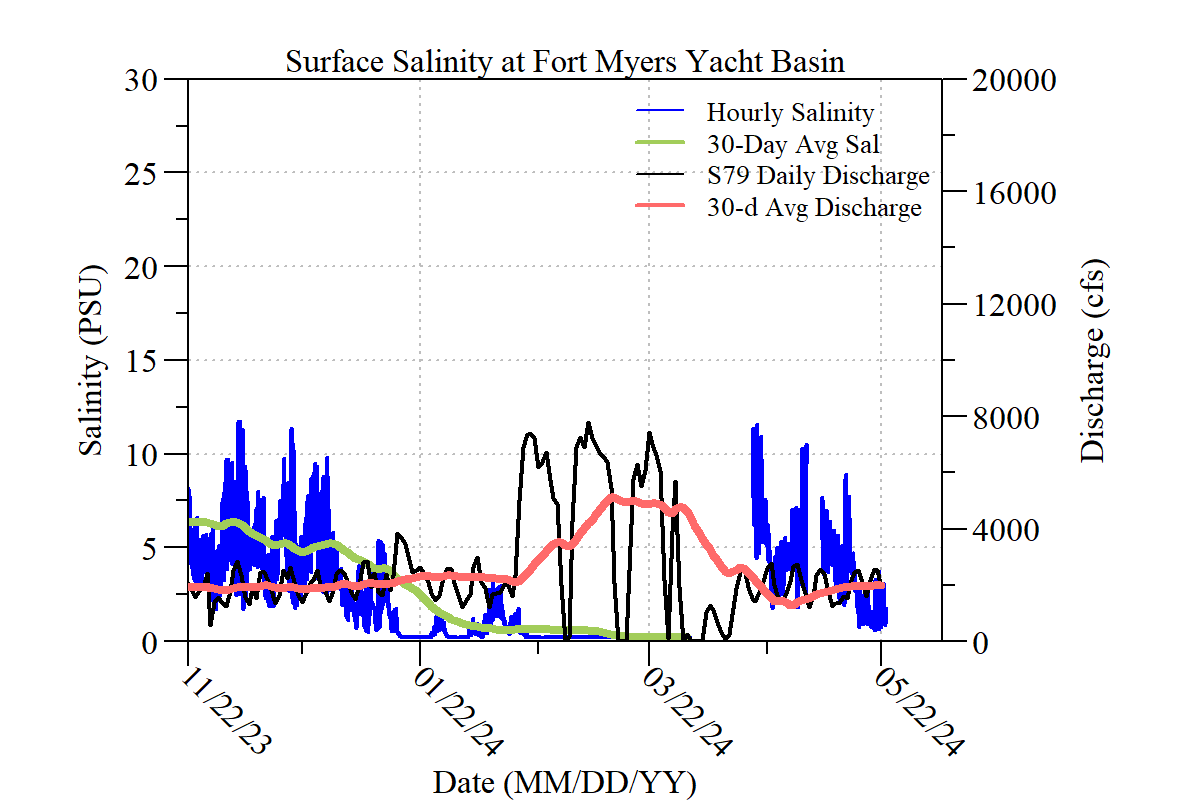 Surface Salinity at Fort Myers Yacht Basin
30
25
20
15
10
5
0
Salinity (PSU)
Hourly Salinity
30-Day Avg Sal
S79 Daily Discharge
30-d Avg Discharge
20000
16000
12000
8000
4000
0
Discharge (cfs)
11/22/23
01/22/24
03/22/24
05/22/24
Date (MM/DD/YY)